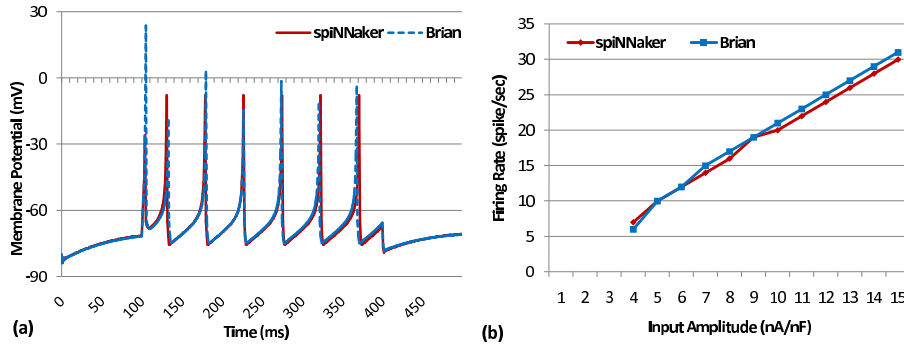 30
0
-30
-60
-90
Membrane Potential (mV)
spiNNaker
Brian
0
50
100
150
200
250
300
350
400
450
Time (ms)
(a)
35
30
25
20
15
10
5
0
Firing Rate (spike/sec)
spiNNaker
Brian
1 2 3 4 5 6 7 8 9 10 11 12 13 14 15
Input Amplitude (nA/nF)
(b)